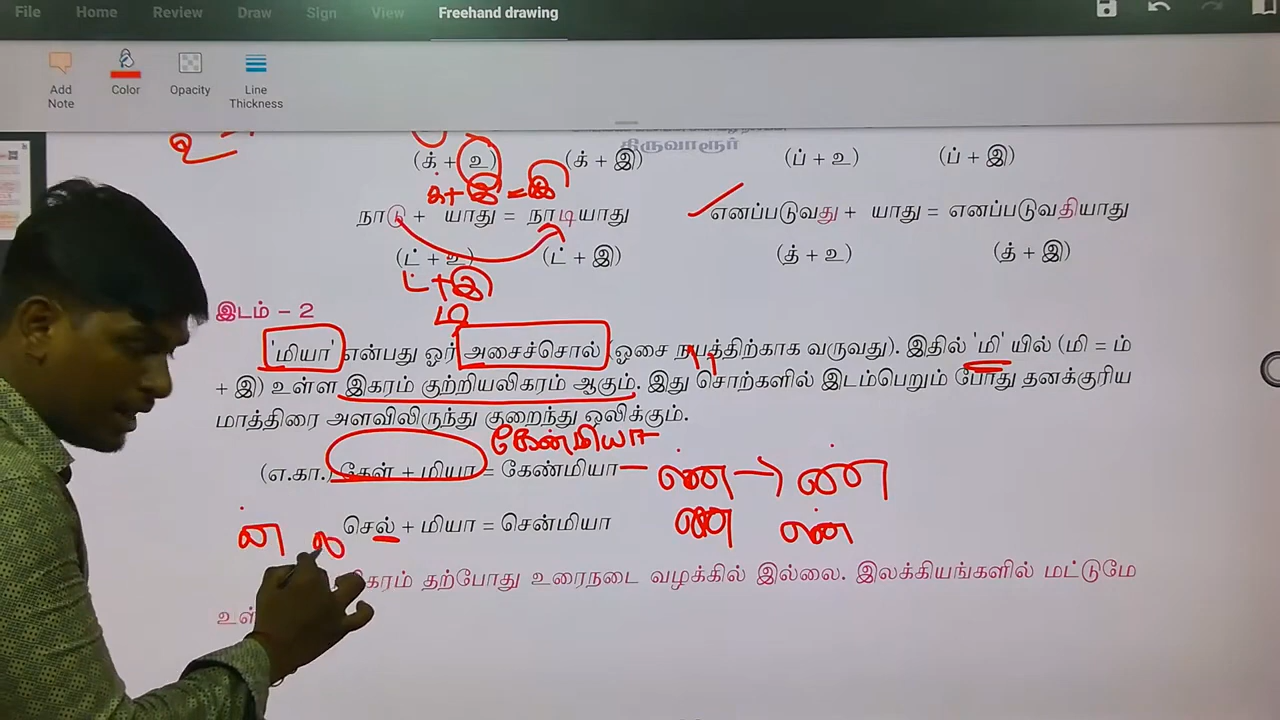 File Home Review Draw Sign View Freehand drawing
Add Note Color Opacity Line Thickness
திருவாரூர்
(க் + உ) (க் + இ) (ப் + உ) (ப் + இ)
க் + இ = இ
நாடு + யாது = நாடியாது எனப்படுவது + யாது = எனப்படுவதியாது
(ட் + உ) (ட் + இ) (த் + உ) (த் + இ)
ட் + இ
இடம் – 2
'மியா' என்பது ஓர் அசைச்சொல் (ஓசை நயத்திற்காக வருவது). இதில் 'மி' யில் (மி = ம்
+ இ) உள்ள இகரம் குற்றியலிகரம் ஆகும். இது சொற்களில் இடம்பெறும் போது தனக்குரிய
மாத்திரை அளவிலிருந்து குறைந்து ஒலிக்கும்.
கேண்மியா
(எ.கா.) கேள் + மியா = கேண்மியா
செல் + மியா = சென்மியா
ன் ல
இகரம் தற்போது உரைநடை வழக்கில் இல்லை. இலக்கியங்களில் மட்டுமே